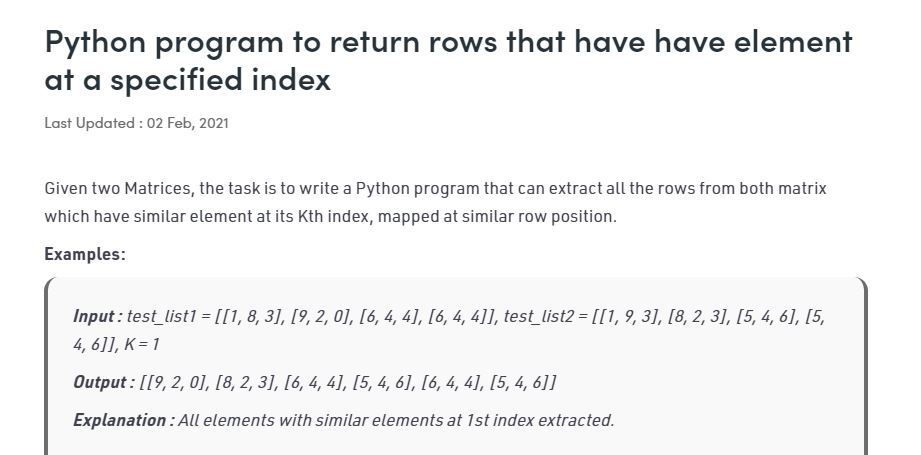 Python program to return rows that have have element
at a specified index
Last Updated : 02 Feb, 2021
Given two Matrices, the task is to write a Python program that can extract all the rows from both matrix
which have similar element at its Kth index, mapped at similar row position.
Examples:
Input : test_list1 = [[1, 8, 3], [9, 2, 0], [6, 4, 4], [6, 4, 4]], test_list2 = [[1, 9, 3], [8, 2, 3], [5, 4, 6], [5,
4, 6]], K = 1
Output : [[9, 2, 0], [8, 2, 3], [6, 4, 4], [5, 4, 6], [6, 4, 4], [5, 4, 6]]
Explanation : All elements with similar elements at 1st index extracted.